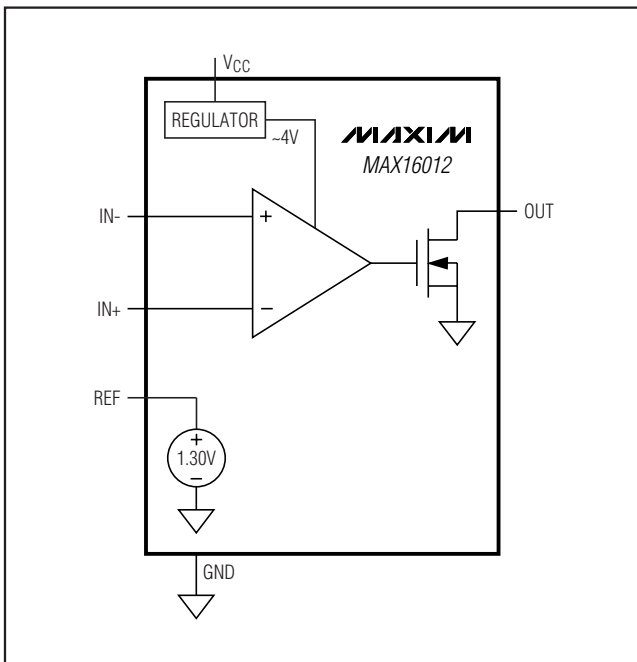 VCC
REGULATOR
~4V
MAXIM
MAX16012
IN-
+
OUT
IN+
−
REF
+
1.30V
−
GND